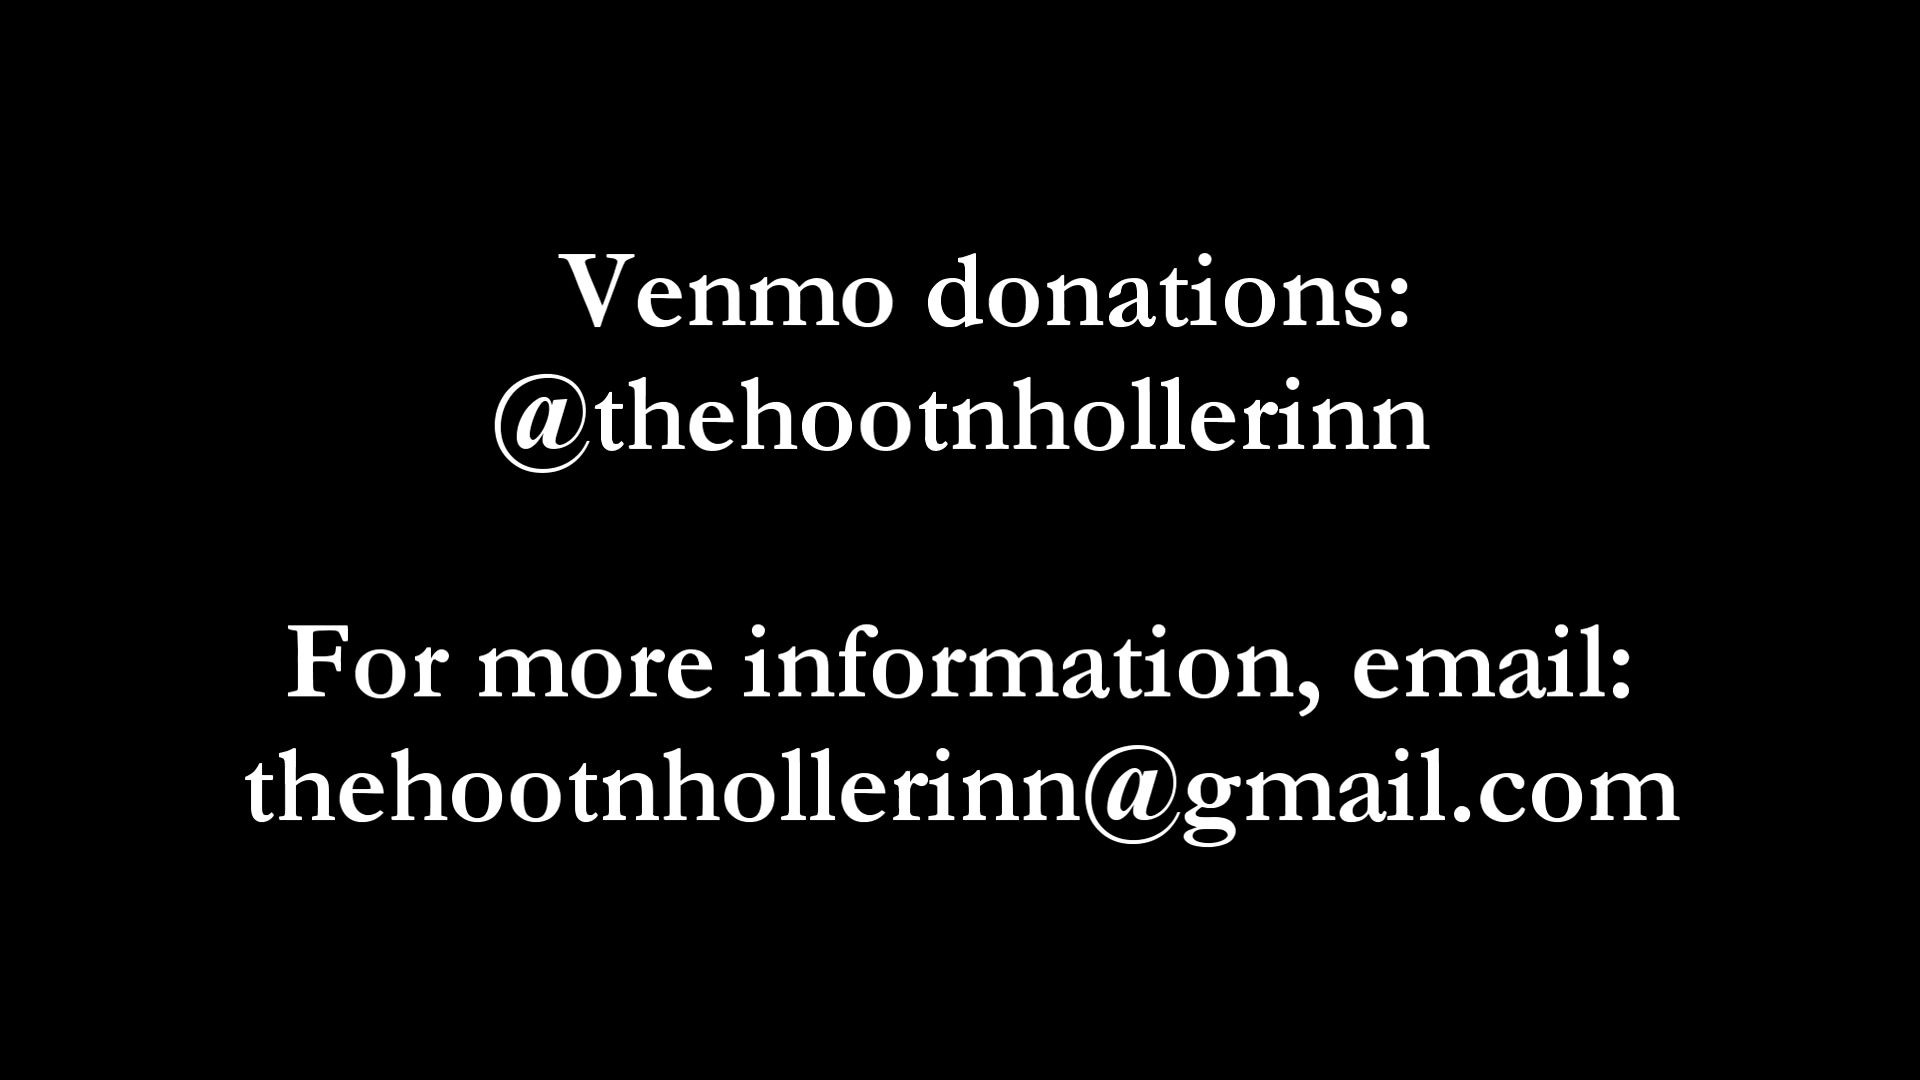 Venmo donations:
@thehootnhollerinn
For more information, email:
thehootnhollerinn@gmail.com